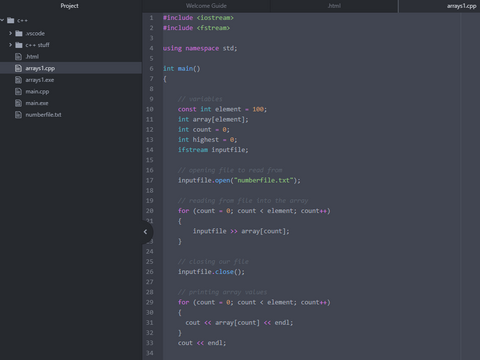 Project
Welcome Guide
.html
arrays1.cpp
c++
.vscode
c++ stuff
.html
arrays1.cpp
arrays1.exe
main.cpp
main.exe
numberfile.txt
1 #include <iostream>
2 #include <fstream>
3
4 using namespace std;
5
6 int main()
7 {
8
9 // variables
10 const int element = 100;
11 int array[element];
12 int count = 0;
13 int highest = 0;
14 ifstream inputfile;
15
16 // opening file to read from
17 inputfile.open("numberfile.txt");
18
19 // reading from file into the array
20 for (count = 0; count < element; count++)
21 {
22 inputfile >> array[count];
23 }
24
25 // closing our file
26 inputfile.close();
27
28 // printing array values
29 for (count = 0; count < element; count++)
30 {
31 cout << array[count] << endl;
32 }
33 cout << endl;
34